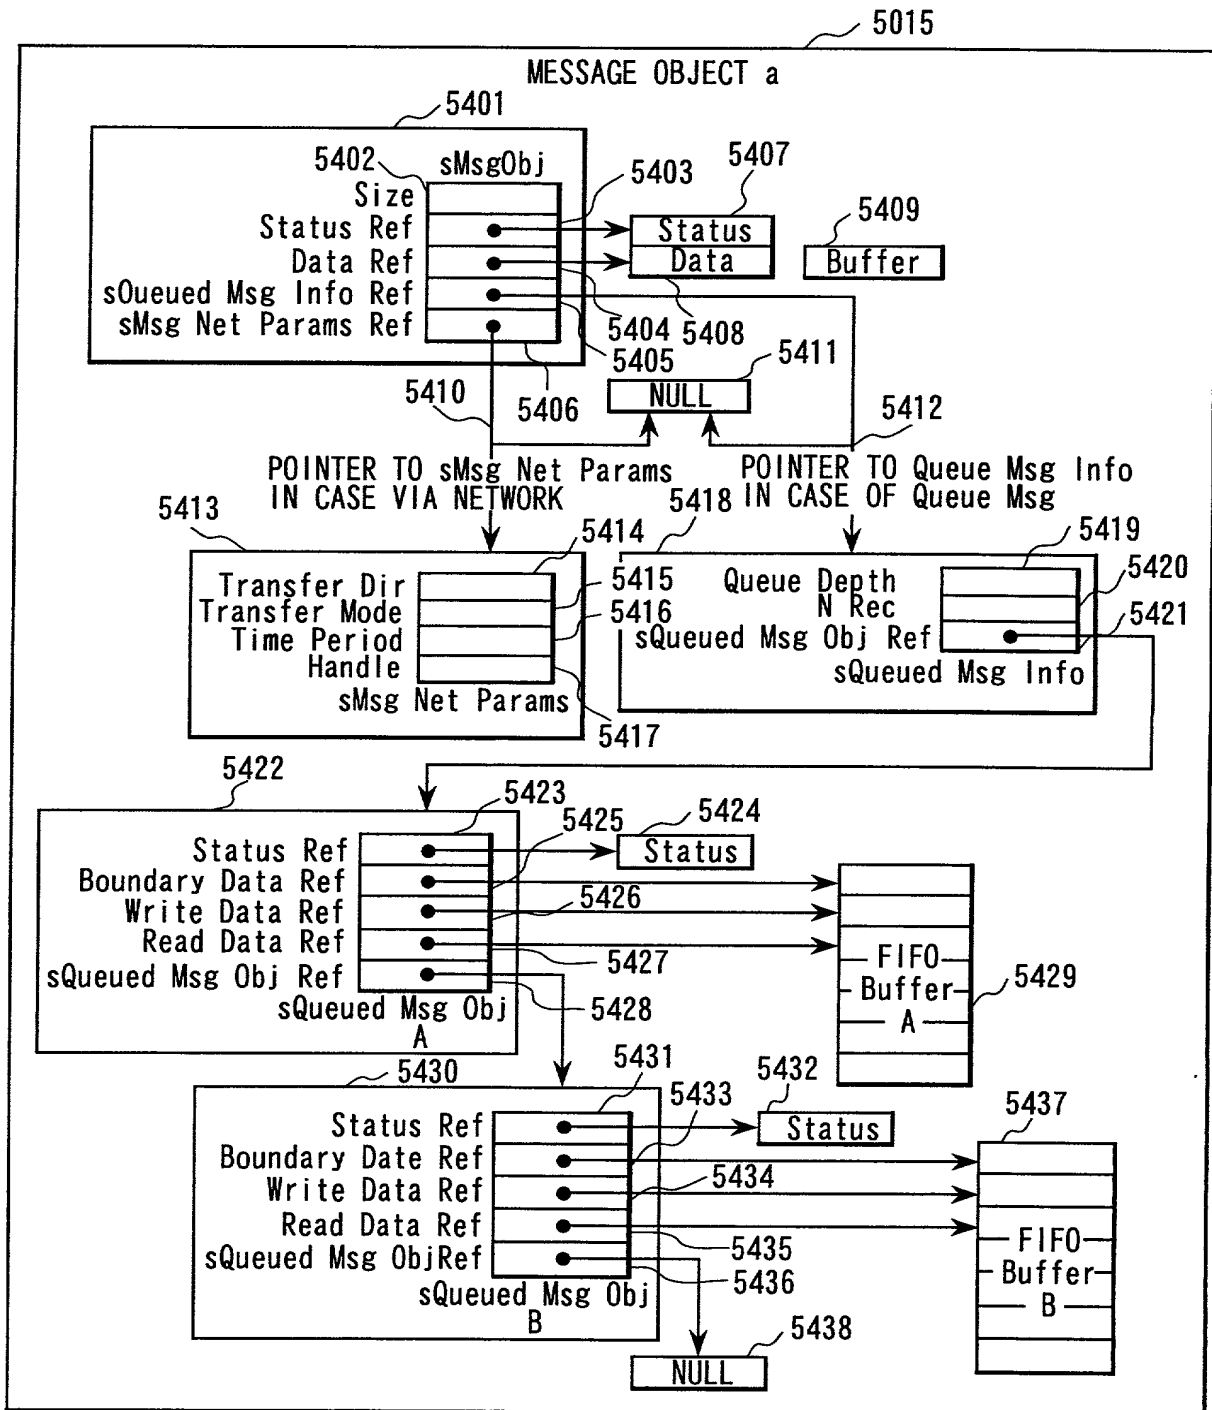 5015
MESSAGE OBJECT a
5401
5402
sMsgObj
5403
5407
5409
Size
Status Ref
Status
Data Ref
Data
Buffer
sOueued Msg Info Ref
sMsg Net Params Ref
5404
5405
5408
5406
5411
NULL
5410
5412
POINTER TO sMsg Net Params
IN CASE VIA NETWORK
POINTER TO Queue Msg Info
IN CASE OF Queue Msg
5413
5414
5415
5416
Transfer Dir
Transfer Mode
Time Period
Handle
sMsg Net Params
5417
5418
5419
5420
5421
Queue Depth
N Rec
sQueued Msg Obj Ref
sQueued Msg Info
5422
5423
5425
5424
Status Ref
Status
Boundary Data Ref
5426
Write Data Ref
Read Data Ref
5427
sQueued Msg Obj Ref
5428
sQueued Msg Obj
A
FIFO
Buffer
A
5429
5430
5431
5433
5432
Status Ref
Status
Boundary Date Ref
5434
Write Data Ref
Read Data Ref
5435
sQueued Msg ObjRef
5436
sQueued Msg Obj
B
5437
FIFO
Buffer
B
5438
NULL